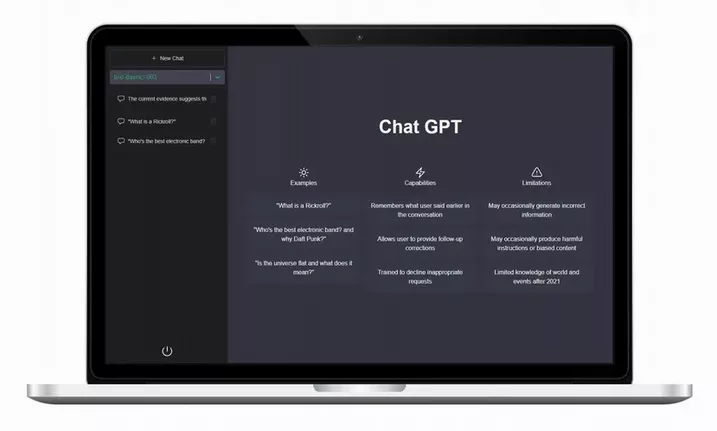 + New Chat
text-davinci-003
The current evidence suggests th
"What is a Rickroll?"
"Who's the best electronic band?
Chat GPT
Examples
"What is a Rickroll?"
"Who's the best electronic band? and
why Daft Punk?"
"Is the universe flat and what does it
mean?"
Capabilities
Remembers what user said earlier in
the conversation
Allows user to provide follow-up
corrections
Trained to decline inappropriate
requests
Limitations
May occasionally generate incorrect
information
May occasionally produce harmful
instructions or biased content
Limited knowledge of world and
events after 2021